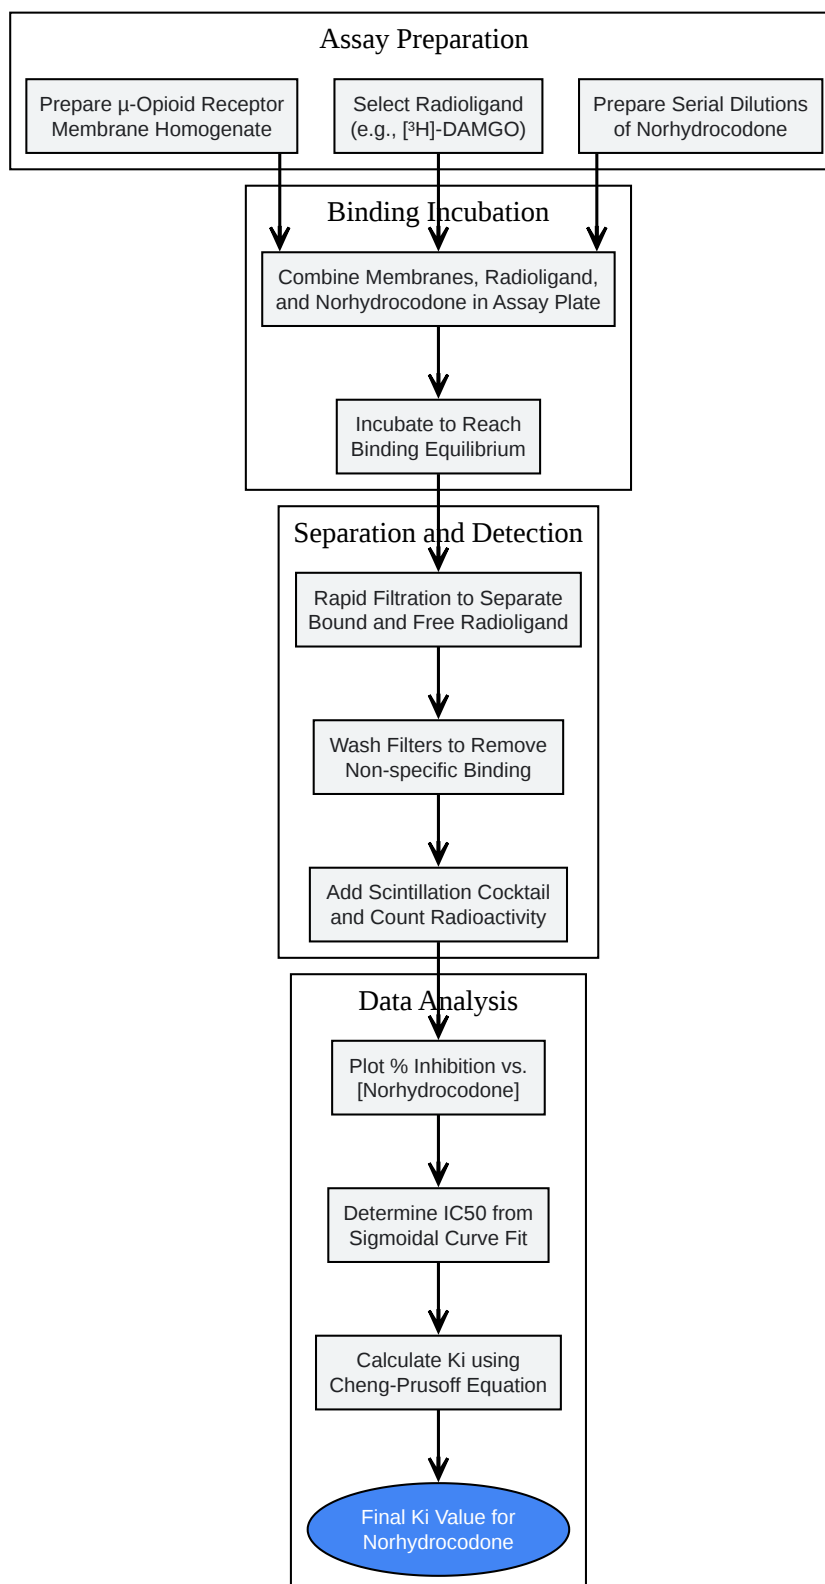 Assay Preparation
Prepare µ-Opioid Receptor
Membrane Homogenate
Select Radioligand
(e.g., [³H]-DAMGO)
Prepare Serial Dilutions
of Norhydrocodone
Binding Incubation
Combine Membranes, Radioligand,
and Norhydrocodone in Assay Plate
Incubate to Reach
Binding Equilibrium
Separation and Detection
Rapid Filtration to Separate
Bound and Free Radioligand
Wash Filters to Remove
Non-specific Binding
Add Scintillation Cocktail
and Count Radioactivity
Data Analysis
Plot % Inhibition vs.
[Norhydrocodone]
Determine IC50 from
Sigmoidal Curve Fit
Calculate Ki using
Cheng-Prusoff Equation
Final Ki Value for
Norhydrocodone